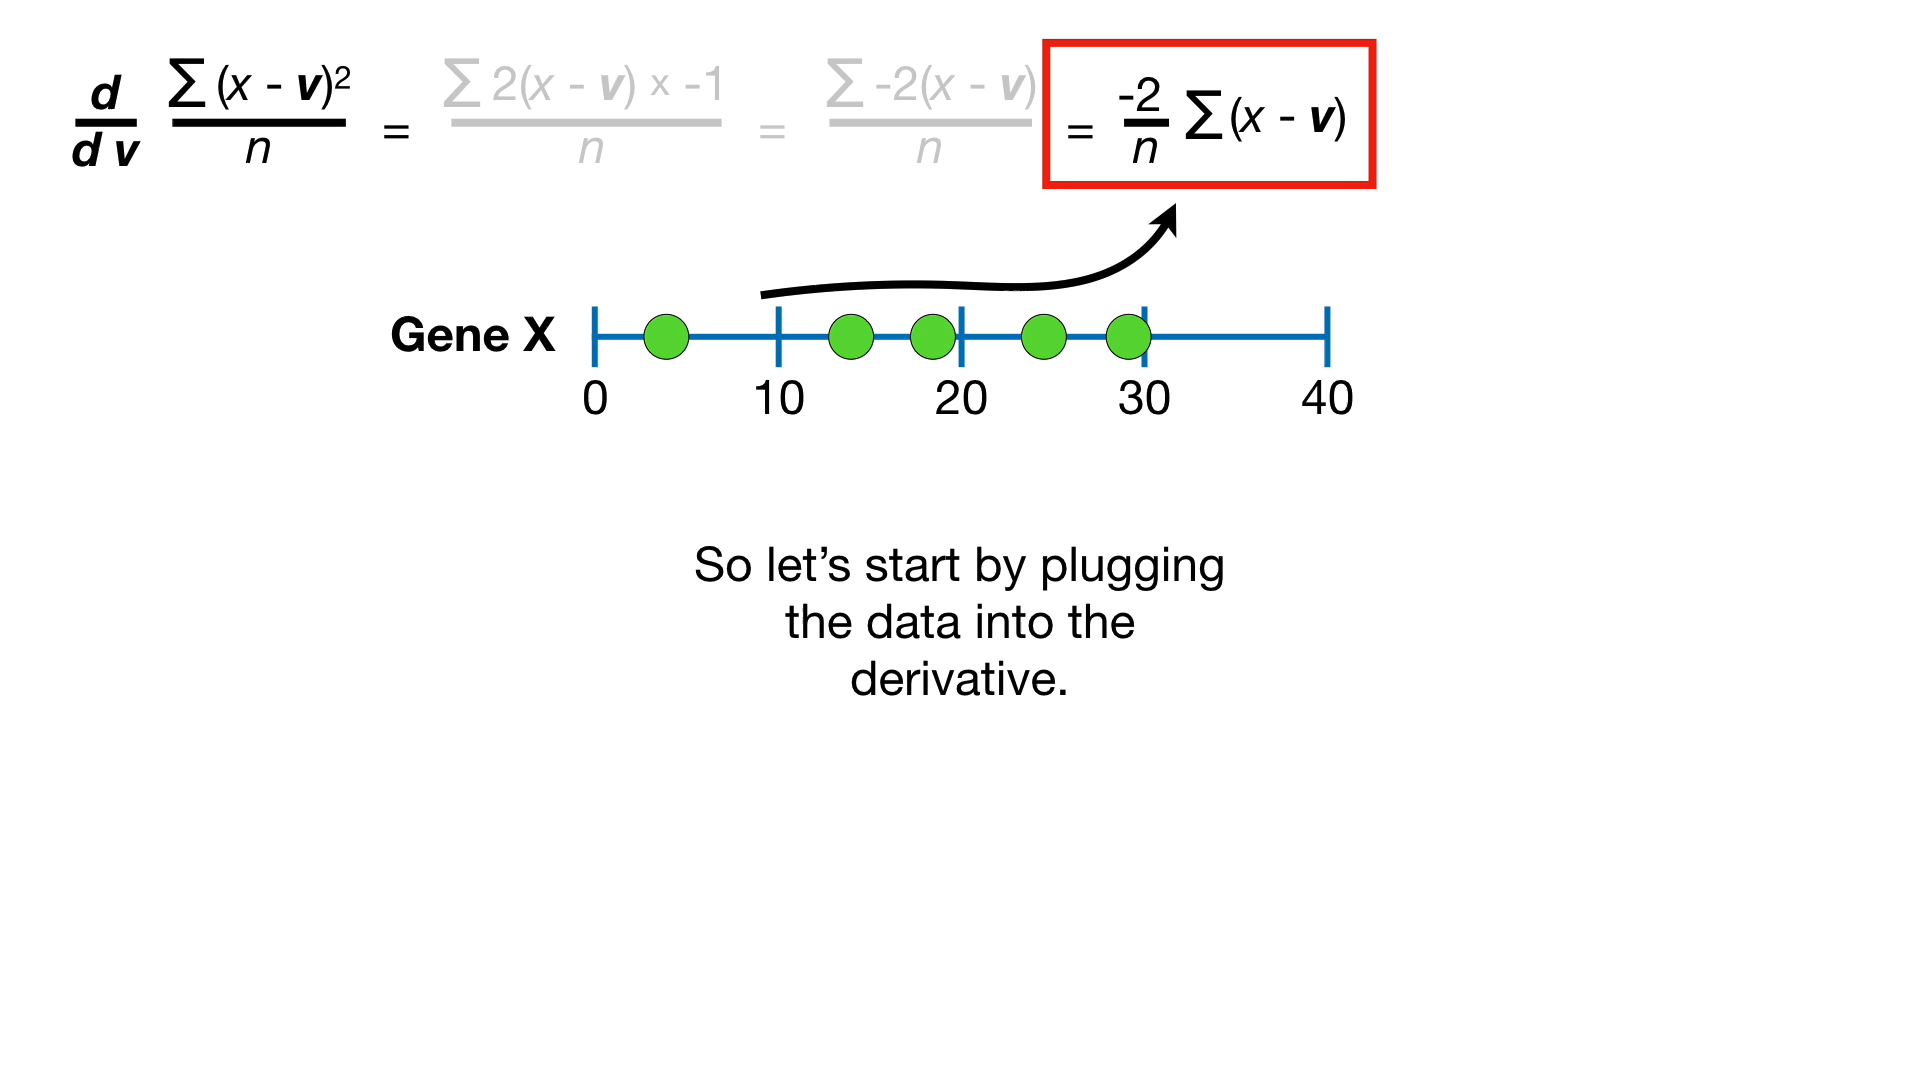 d/d v ∑ (x - v)² / n = ∑ 2(x - v) x -1 / n = ∑ -2(x - v) / n = -2/n ∑ (x - v)
Gene X
0 10 20 30 40
So let’s start by plugging
the data into the
derivative.